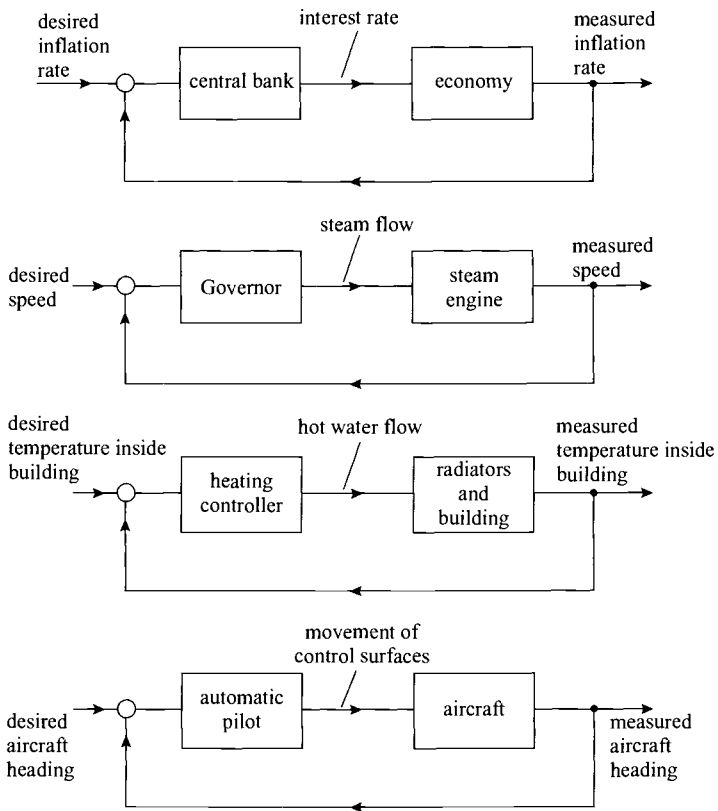 desired
inflation
rate
interest rate
measured
inflation
rate
central bank
economy
desired
speed
steam flow
measured
speed
Governor
steam
engine
desired
temperature inside
building
hot water flow
measured
temperature inside
building
heating
controller
radiators
and
building
movement of
control surfaces
desired
aircraft
heading
automatic
pilot
aircraft
measured
aircraft
heading